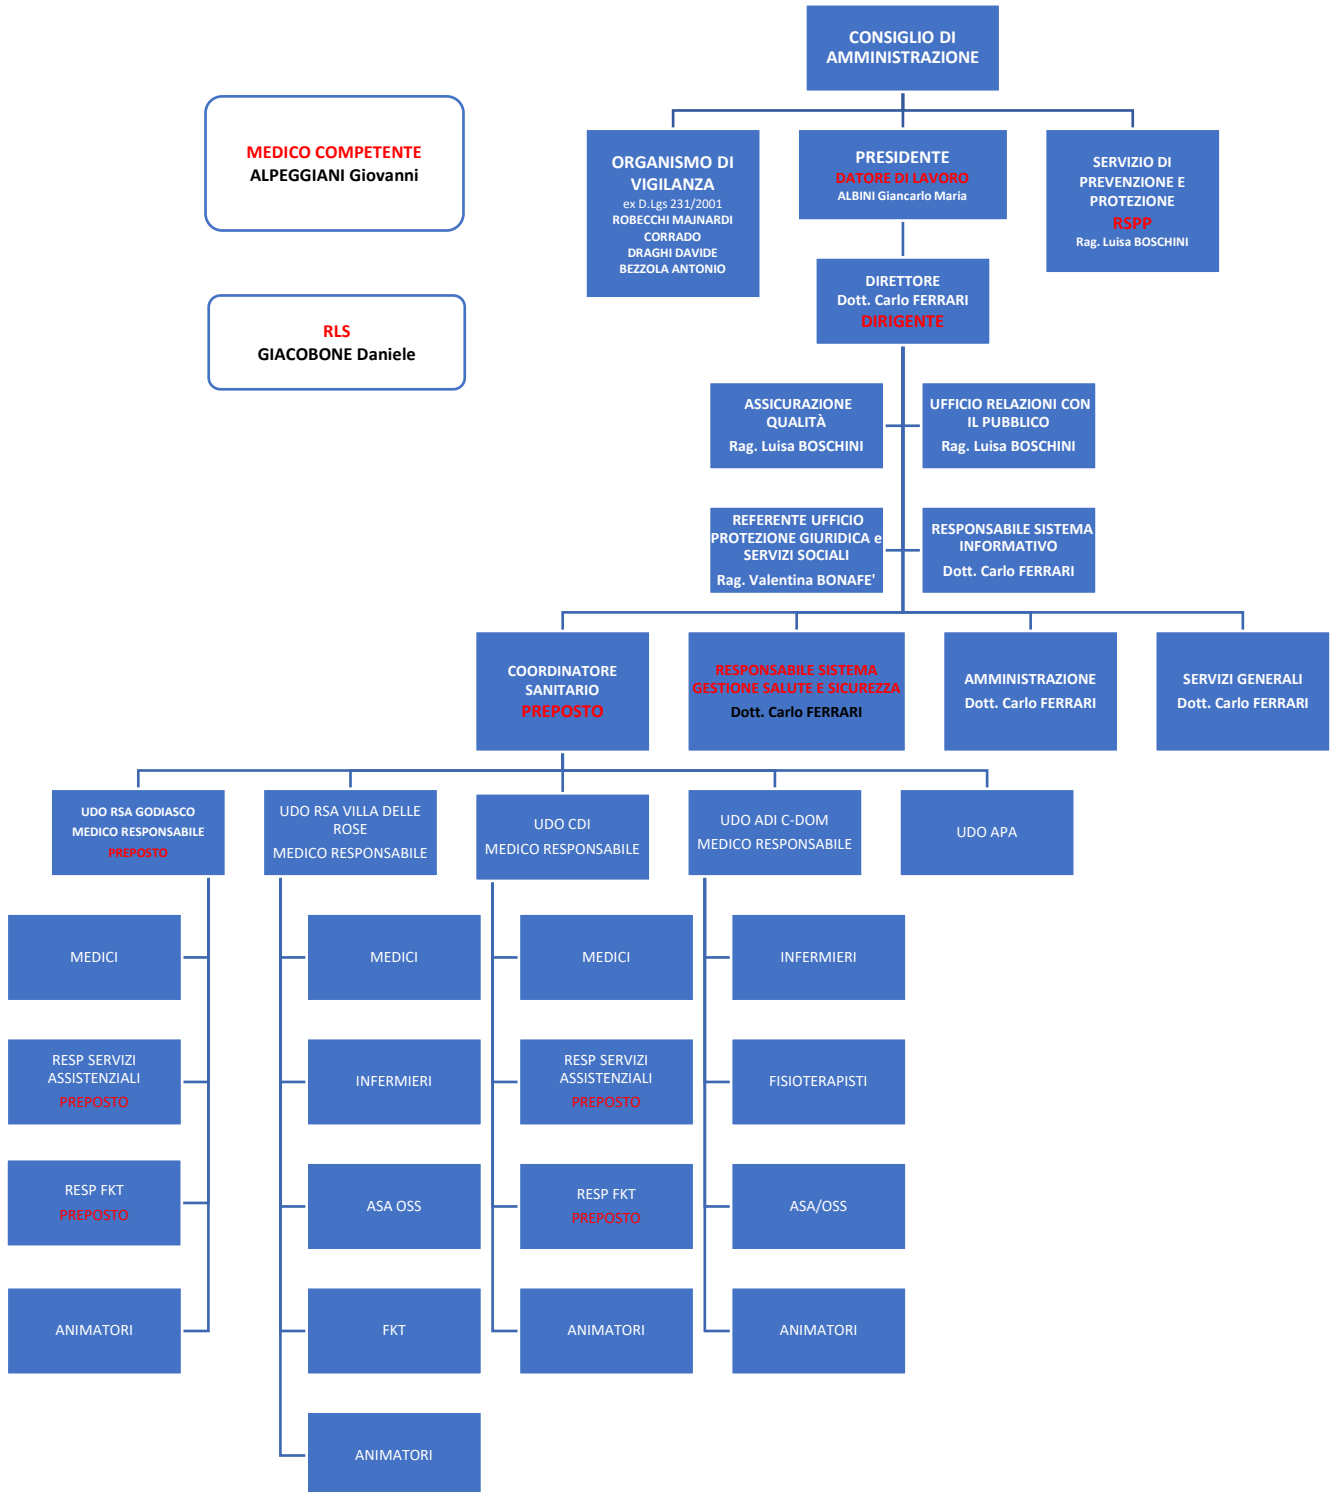 CONSIGLIO DI
AMMINISTRAZIONE
MEDICO COMPETENTE
ALPEGGIANI Giovanni
ORGANISMO DI
VIGILANZA
ex D.Lgs 231/2001
ROBECCHI MAJNARDI
CORRADO
DRAGHI DAVIDE
BEZZOLA ANTONIO
PRESIDENTE
DATORE DI LAVORO
ALBINI Giancarlo Maria
SERVIZIO DI
PREVENZIONE E
PROTEZIONE
RSPP
Rag. Luisa BOSCHINI
RLS
GIACOBONE Daniele
DIRETTORE
Dott. Carlo FERRARI
DIRIGENTE
ASSICURAZIONE
QUALITÀ
Rag. Luisa BOSCHINI
UFFICIO RELAZIONI CON
IL PUBBLICO
Rag. Luisa BOSCHINI
REFERENTE UFFICIO
PROTEZIONE GIURIDICA e
SERVIZI SOCIALI
Rag. Valentina BONAFE'
RESPONSABILE SISTEMA
INFORMATIVO
Dott. Carlo FERRARI
COORDINATORE
SANITARIO
PREPOSTO
RESPONSABILE SISTEMA
GESTIONE SALUTE E SICUREZZA
Dott. Carlo FERRARI
AMMINISTRAZIONE
Dott. Carlo FERRARI
SERVIZI GENERALI
Dott. Carlo FERRARI
UDO RSA GODIASCO
MEDICO RESPONSABILE
PREPOSTO
UDO RSA VILLA DELLE
ROSE
MEDICO RESPONSABILE
UDO CDI
MEDICO RESPONSABILE
UDO ADI C-DOM
MEDICO RESPONSABILE
UDO APA
MEDICI
MEDICI
MEDICI
INFERMIERI
RESP SERVIZI
ASSISTENZIALI
PREPOSTO
INFERMIERI
RESP SERVIZI
ASSISTENZIALI
PREPOSTO
FISIOTERAPISTI
RESP FKT
PREPOSTO
ASA OSS
RESP FKT
PREPOSTO
ASA/OSS
ANIMATORI
FKT
ANIMATORI
ANIMATORI
ANIMATORI